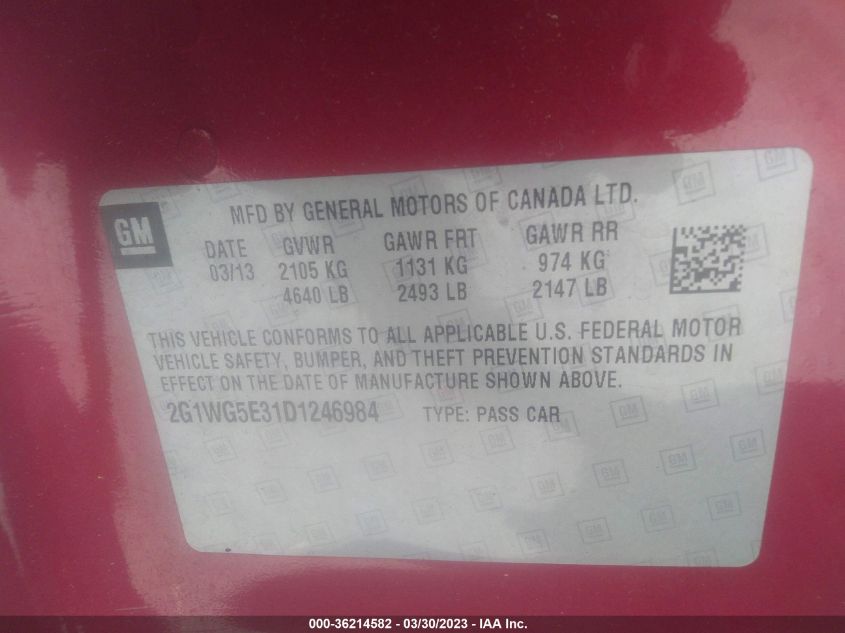 MFD BY GENERAL MOTORS OF CANADA LTD.
GM
DATE GVWR GAWR FRT GAWR RR
03/13 2105 KG 1131 KG 974 KG
4640 LB 2493 LB 2147 LB
THIS VEHICLE CONFORMS TO ALL APPLICABLE U.S. FEDERAL MOTOR
VEHICLE SAFETY, BUMPER, AND THEFT PREVENTION STANDARDS IN
EFFECT ON THE DATE OF MANUFACTURE SHOWN ABOVE.
2G1WG5E31D1246984 TYPE: PASS CAR
000-36214582 - 03/30/2023 - IAA Inc.